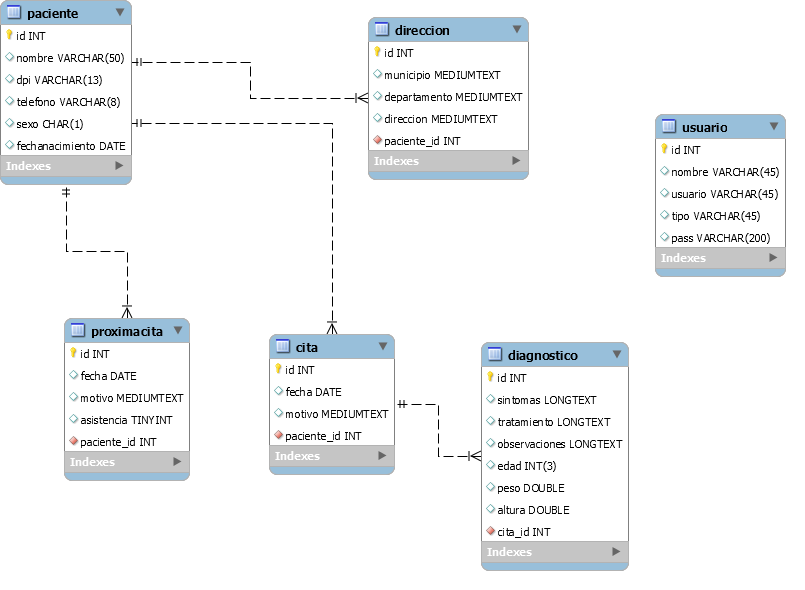 paciente
id INT
nombre VARCHAR(50)
dpi VARCHAR(13)
telefono VARCHAR(8)
sexo CHAR(1)
fechanacimiento DATE
Indexes
direccion
id INT
municipio MEDIUMTEXT
departamento MEDIUMTEXT
direccion MEDIUMTEXT
paciente_id INT
Indexes
usuario
id INT
nombre VARCHAR(45)
usuario VARCHAR(45)
tipo VARCHAR(45)
pass VARCHAR(200)
Indexes
proximacita
id INT
fecha DATE
motivo MEDIUMTEXT
asistencia TINYINT
paciente_id INT
Indexes
cita
id INT
fecha DATE
motivo MEDIUMTEXT
paciente_id INT
Indexes
diagnostico
id INT
sintomas LONGTEXT
tratamiento LONGTEXT
observaciones LONGTEXT
edad INT(3)
peso DOUBLE
altura DOUBLE
cita_id INT
Indexes